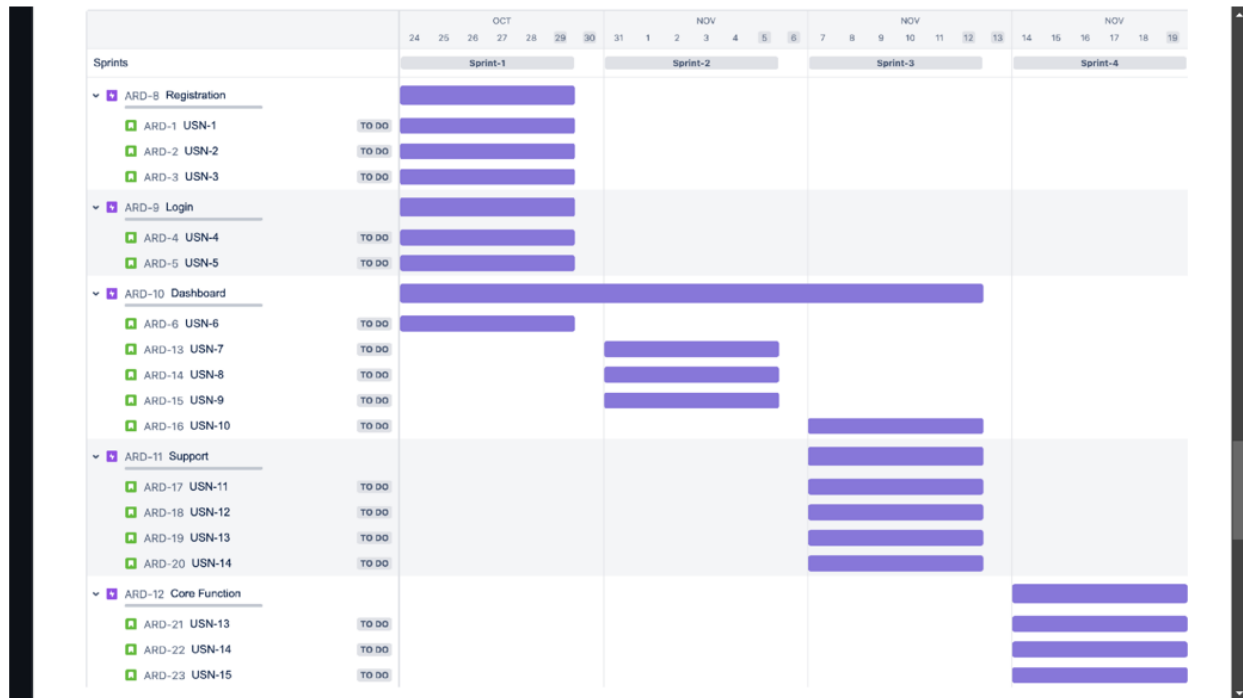 OCT NOV NOV NOV
24 25 26 27 28 29 30 31 1 2 3 4 5 6 7 8 9 10 11 12 13 14 15 16 17 18 19
Sprints Sprint-1 Sprint-2 Sprint-3 Sprint-4
ARD-8 Registration
ARD-1 USN-1 TO DO
ARD-2 USN-2 TO DO
ARD-3 USN-3 TO DO
ARD-9 Login
ARD-4 USN-4 TO DO
ARD-5 USN-5 TO DO
ARD-10 Dashboard
ARD-6 USN-6 TO DO
ARD-13 USN-7 TO DO
ARD-14 USN-8 TO DO
ARD-15 USN-9 TO DO
ARD-16 USN-10 TO DO
ARD-11 Support
ARD-17 USN-11 TO DO
ARD-18 USN-12 TO DO
ARD-19 USN-13 TO DO
ARD-20 USN-14 TO DO
ARD-12 Core Function
ARD-21 USN-13 TO DO
ARD-22 USN-14 TO DO
ARD-23 USN-15 TO DO